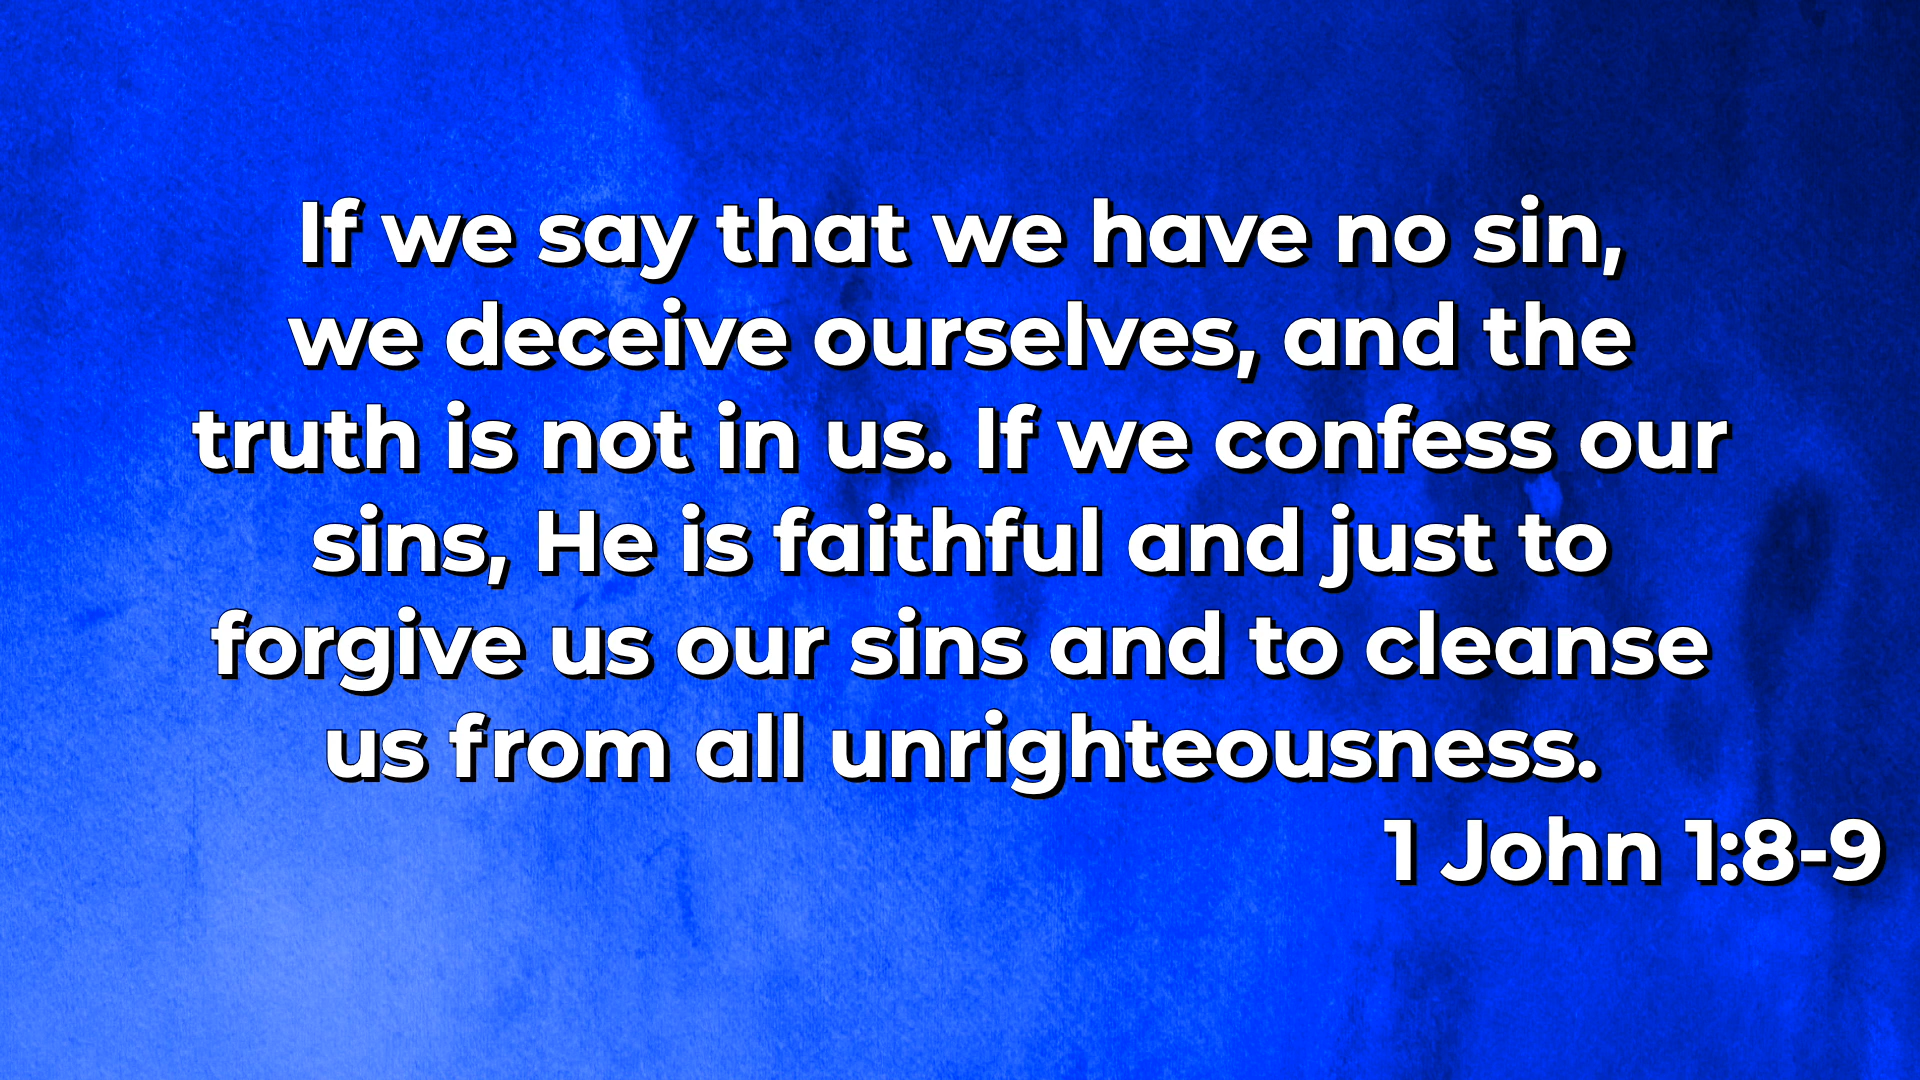 If we say that we have no sin,
we deceive ourselves, and the
truth is not in us. If we confess our
sins, He is faithful and just to
forgive us our sins and to cleanse
us from all unrighteousness.
1 John 1:8-9